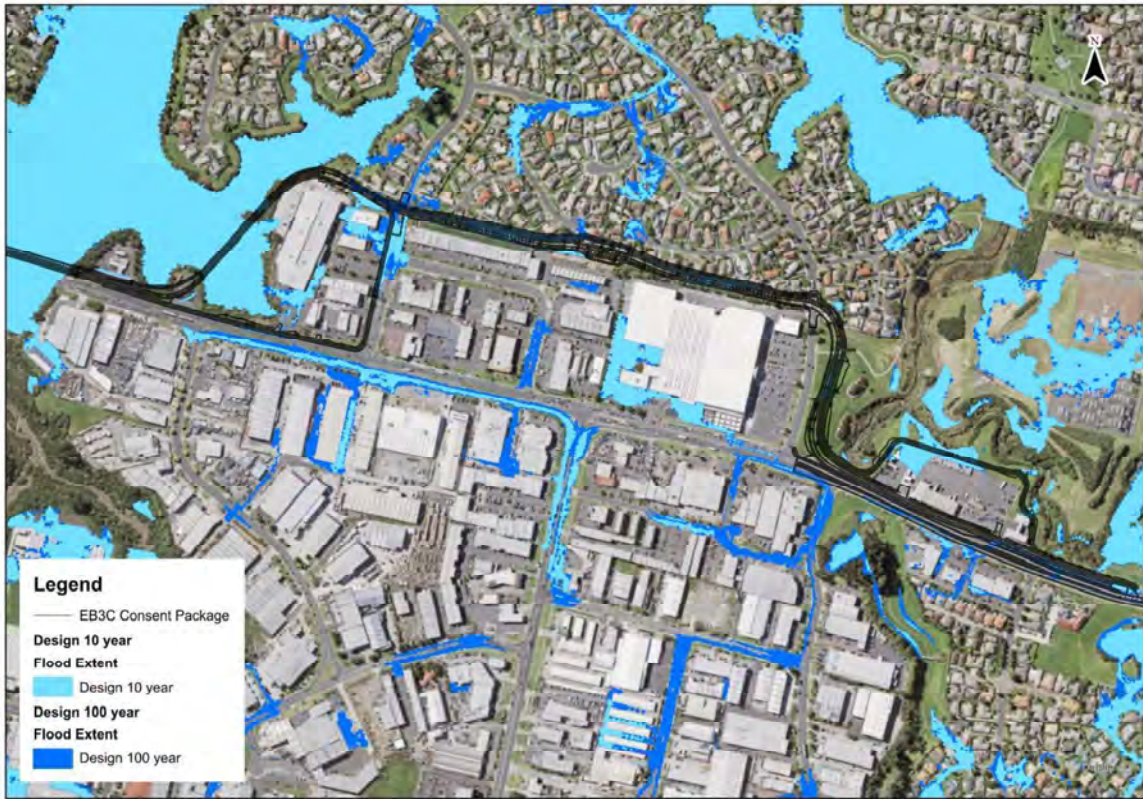 N
Legend
EB3C Consent Package
Design 10 year
Flood Extent
Design 10 year
Design 100 year
Flood Extent
Design 100 year